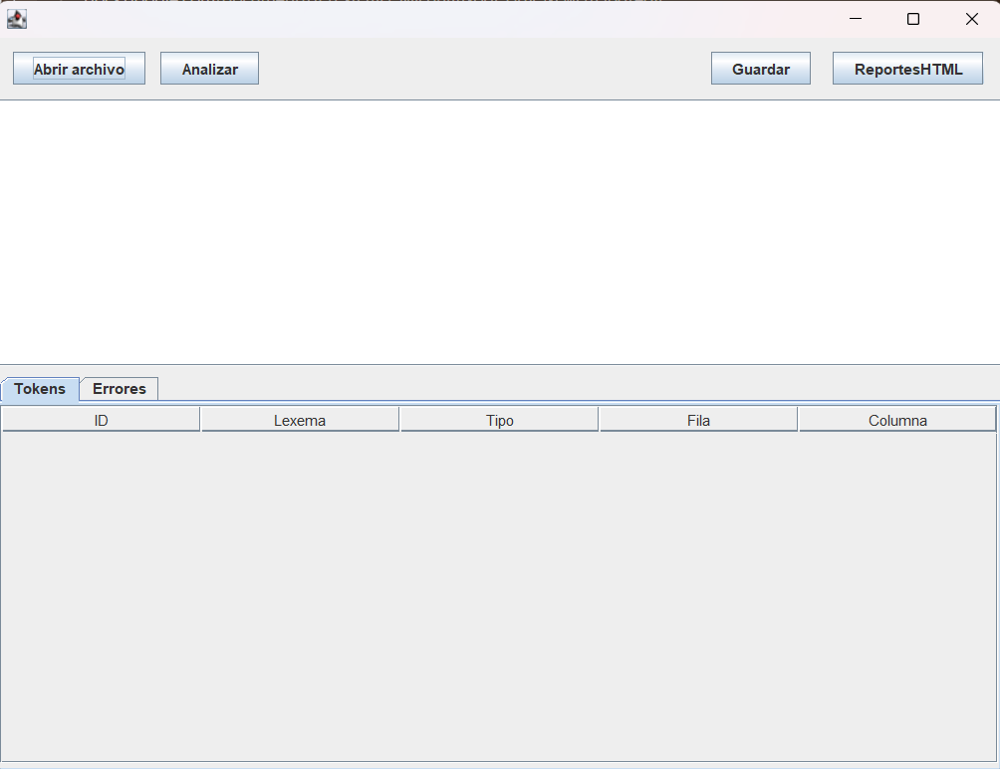 Abrir archivo Analizar Guardar ReportesHTML
Tokens Errores
ID Lexema Tipo Fila Columna